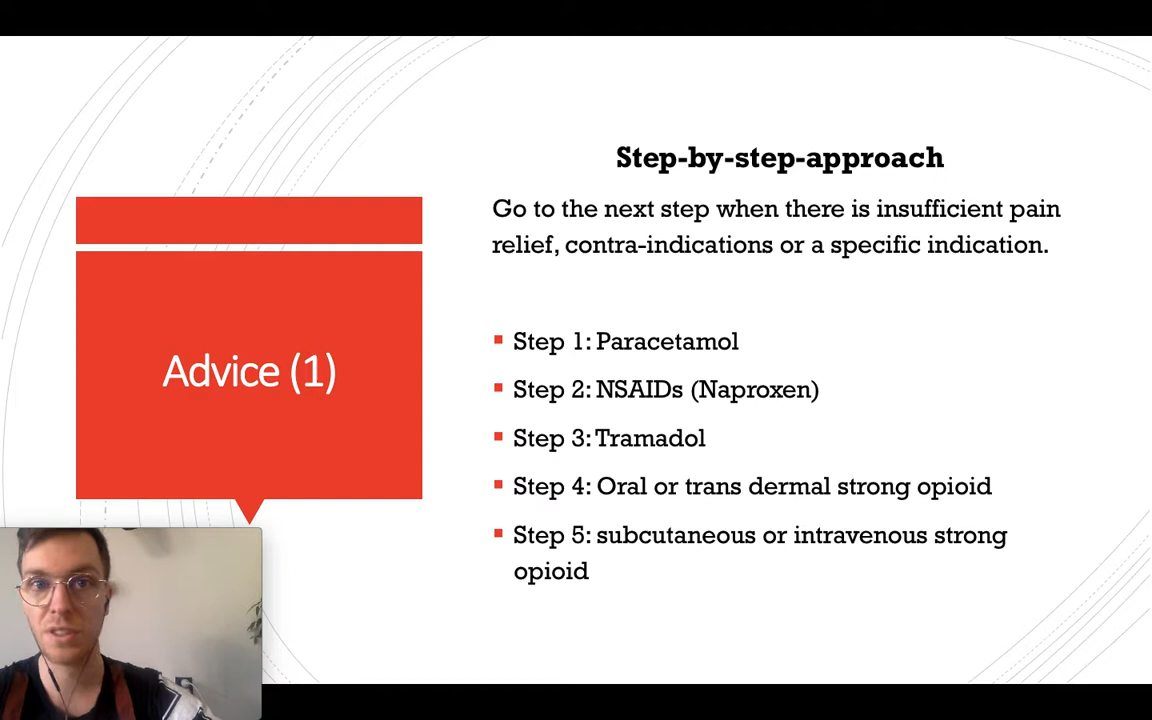 Step-by-step-approach
Go to the next step when there is insufficient pain
relief, contra-indications or a specific indication.
Advice (1)
Step 1: Paracetamol
Step 2: NSAIDs (Naproxen)
Step 3: Tramadol
Step 4: Oral or trans dermal strong opioid
Step 5: subcutaneous or intravenous strong
opioid